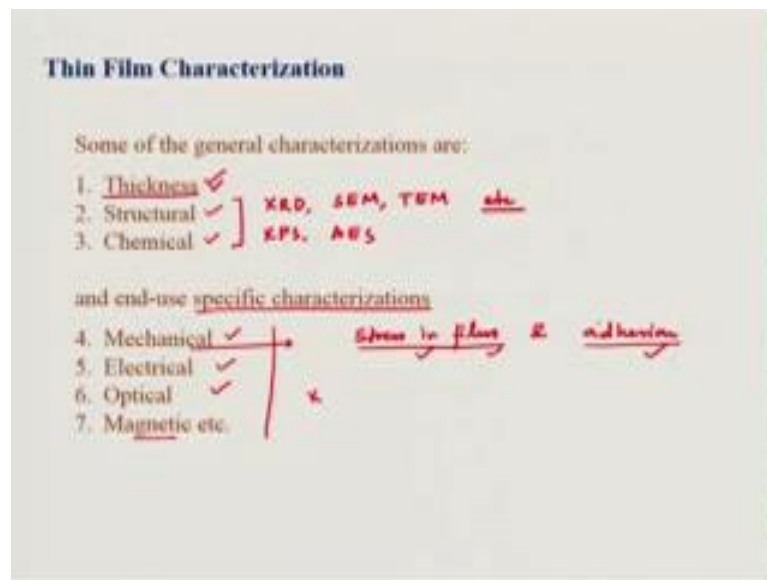 Thin Film Characterization
Some of the general characterizations are:
1. Thickness
2. Structural XRD, SEM, TEM etc
3. Chemical XPS, AES
and end-use specific characterizations
4. Mechanical Stress in films & adhesion
5. Electrical
6. Optical x
7. Magnetic etc.